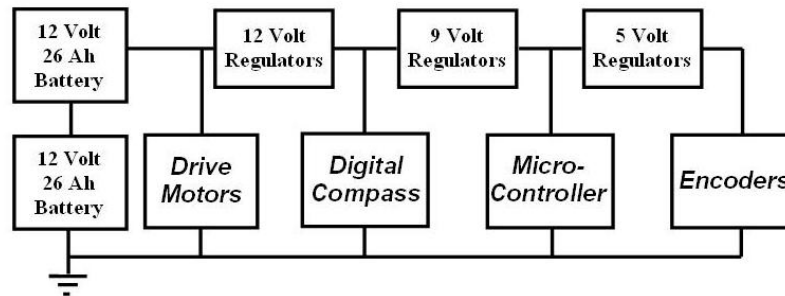 12 Volt
26 Ah
Battery
12 Volt
Regulators
9 Volt
Regulators
5 Volt
Regulators
12 Volt
26 Ah
Battery
Drive
Motors
Digital
Compass
Micro-
Controller
Encoders